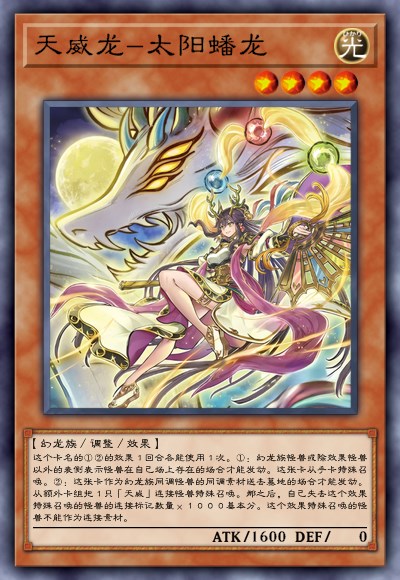 天威龙-太阳蟠龙
光
【幻龙族／调整／效果】
这个卡名的①②的效果1回合各能使用1次。①：幻龙族怪兽或除效果怪兽
以外的表侧表示怪兽在自己场上存在的场合才能发动。这张卡从手卡特殊召
唤。②：这张卡作为幻龙族同调怪兽的同调素材送去墓地的场合才能发动。
从额外卡组把1只「天威」连接怪兽特殊召唤。那之后，自己失去这个效果
特殊召唤的怪兽的连接标记数量×1000基本分。这个效果特殊召唤的怪
兽不能作为连接素材。
ATK/1600 DEF/ 0